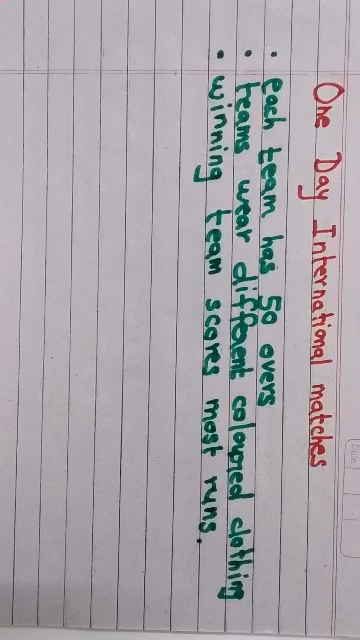 One Day International matches
• each team has 50 overs
• teams wear different coloured clothing
• winning team scores most runs.
Date